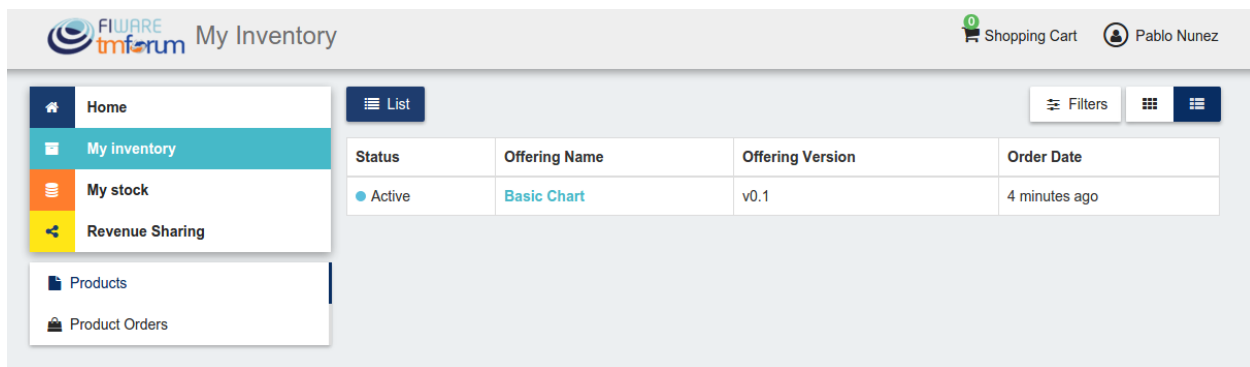 FIWARE
tmforum
My Inventory
0
Shopping Cart
Pablo Nunez
Home
My inventory
My stock
Revenue Sharing
Products
Product Orders
List
Filters
Status Offering Name Offering Version Order Date
Active Basic Chart v0.1 4 minutes ago